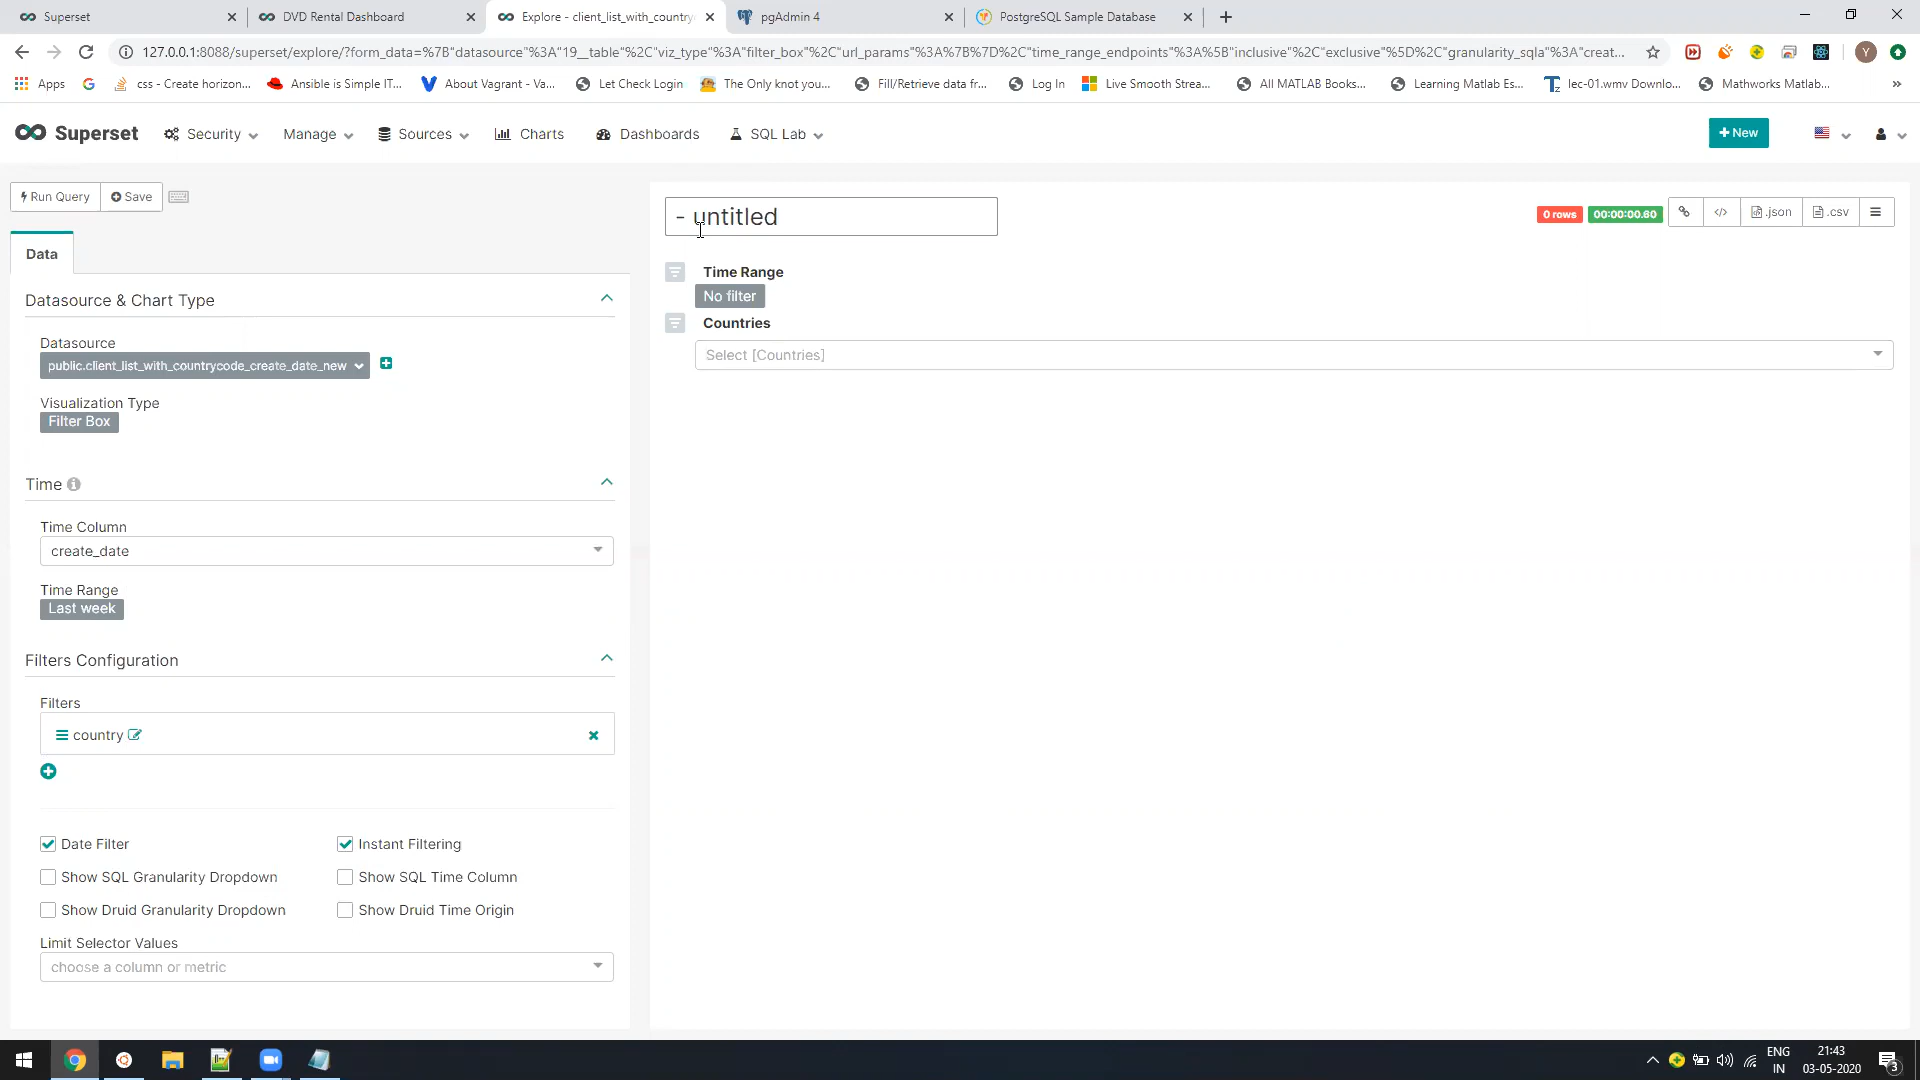 Superset
DVD Rental Dashboard
Explore - client_list_with_country
pgAdmin 4
PostgreSQL Sample Database
127.0.0.1:8088/superset/explore/?form_data=%7B"datasource"%3A"19__table"%2C"viz_type"%3A"filter_box"%2C"url_params"%3A%7B%7D%2C"time_range_endpoints"%3A%5B"inclusive"%2C"exclusive"%5D%2C"granularity_sqla"%3A"creat...
Y
Apps
css - Create horizon...
Ansible is Simple IT...
About Vagrant - Va...
Let Check Login
The Only knot you...
Fill/Retrieve data fr...
Log In
Live Smooth Strea...
All MATLAB Books...
Learning Matlab Es...
lec-01.wmv Downlo...
Mathworks Matlab...
»
Superset
Security
Manage
Sources
Charts
Dashboards
SQL Lab
+ New
Run Query
Save
- untitled
0 rows
00:00:00.60
.json
.csv
Data
Time Range
No filter
Datasource & Chart Type
Countries
Datasource
Select [Countries]
public.client_list_with_countrycode_create_date_new
Visualization Type
Filter Box
Time
Time Column
create_date
Time Range
Last week
Filters Configuration
Filters
country
Date Filter
Instant Filtering
Show SQL Granularity Dropdown
Show SQL Time Column
Show Druid Granularity Dropdown
Show Druid Time Origin
Limit Selector Values
choose a column or metric
ENG
IN
21:43
03-05-2020
3